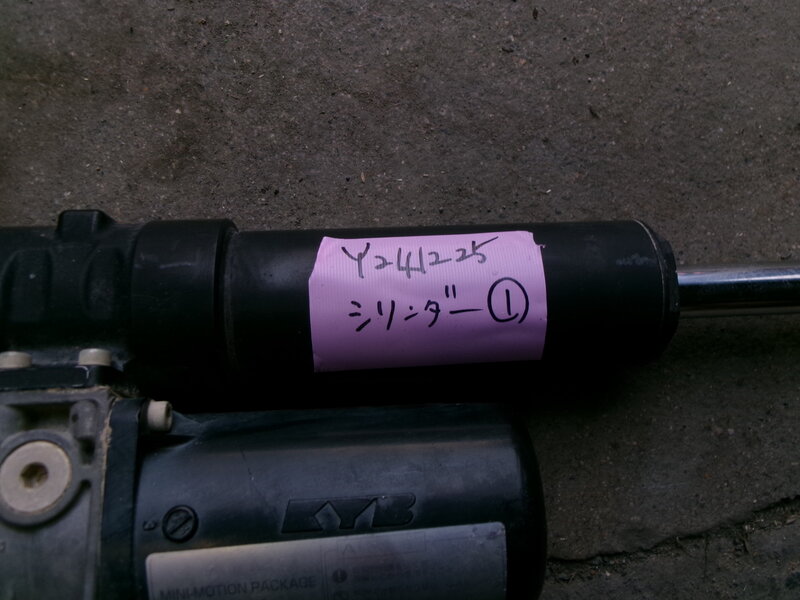 Y241225
シリンダー①
KYB
MINI-MOTION PACKAGE